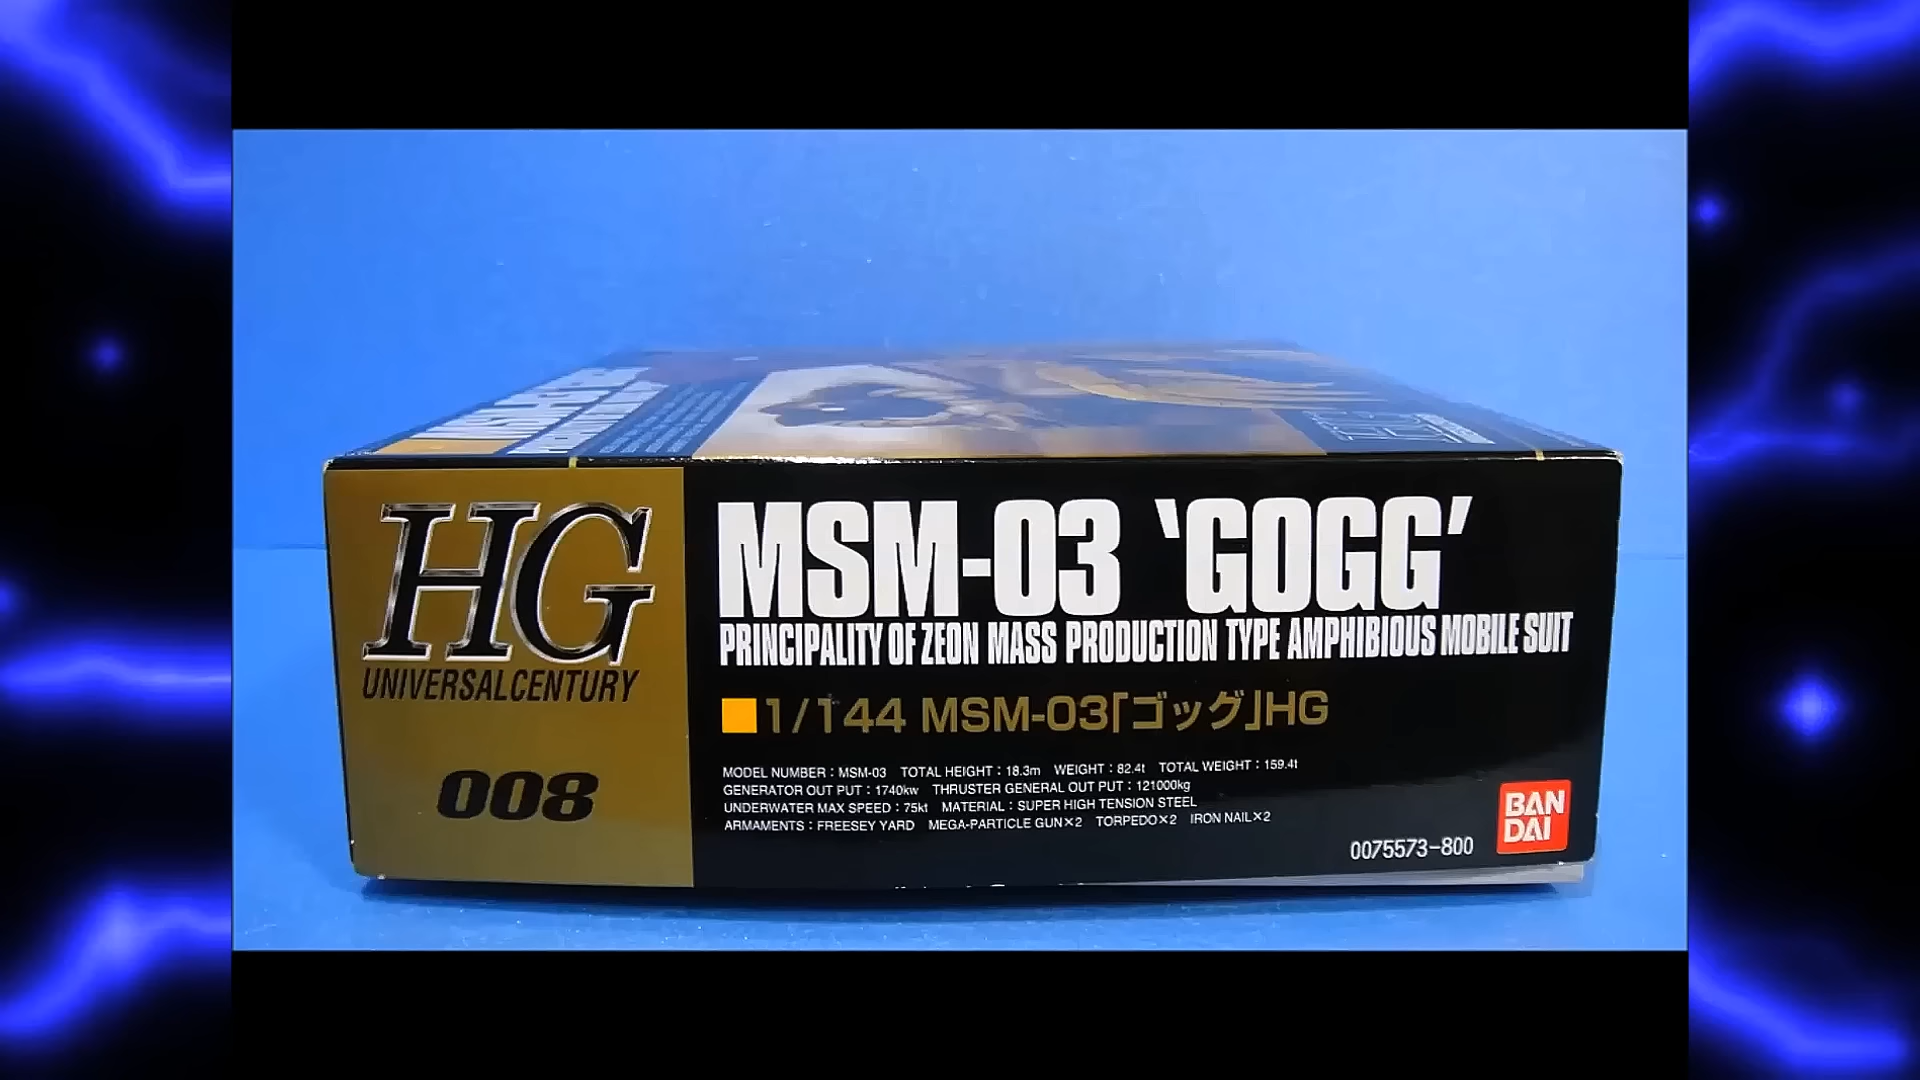 HG
UNIVERSAL CENTURY
008
MSM-03 'GOGG'
PRINCIPALITY OF ZEON MASS PRODUCTION TYPE AMPHIBIOUS MOBILE SUIT
1/144 MSM-03「ゴッグ」HG
MODEL NUMBER : MSM-03 TOTAL HEIGHT : 18.3m WEIGHT : 82.4t TOTAL WEIGHT : 159.4t
GENERATOR OUT PUT : 1740kw THRUSTER GENERAL OUT PUT : 121000kg
UNDERWATER MAX SPEED : 75kt MATERIAL : SUPER HIGH TENSION STEEL
ARMAMENTS : FREESEY YARD MEGA-PARTICLE GUN×2 TORPEDO×2 IRON NAIL×2
0075573-800
BAN
DAI